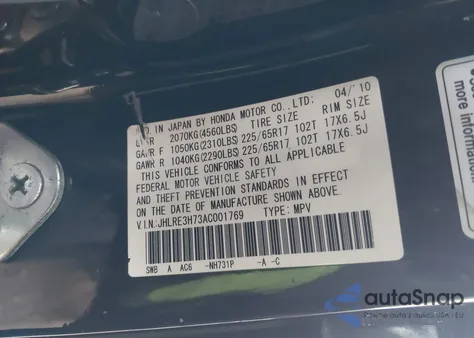 IN JAPAN BY HONDA MOTOR CO.,LTD. 04/'10
2070KG(4560LBS) TIRE SIZE RIM SIZE
GAWR F 1050KG(2310LBS) 225/65R17 102T 17X6.5J
GAWR R 1040KG(2290LBS) 225/65R17 102T 17X6.5J
THIS VEHICLE CONFORMS TO ALL APPLICABLE
FEDERAL MOTOR VEHICLE SAFETY
AND THEFT PREVENTION STANDARDS IN EFFECT
ON THE DATE OF MANUFACTURE SHOWN ABOVE.
V.I.N:JHLRE3H73AC001769 TYPE: MPV
SWB A AC6 -NH731P -A -C
more information
autoSnap